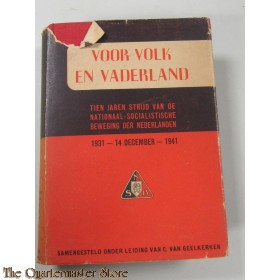 VOOR VOLK
EN VADERLAND
TIEN JAREN STRIJD VAN DE
NATIONAAL-SOCIALISTISCHE
BEWEGING DER NEDERLANDEN
1931 — 14 DECEMBER — 1941
SAMENGESTELD ONDER LEIDING VAN C. VAN GEELKERKEN
The Quartermaster Store